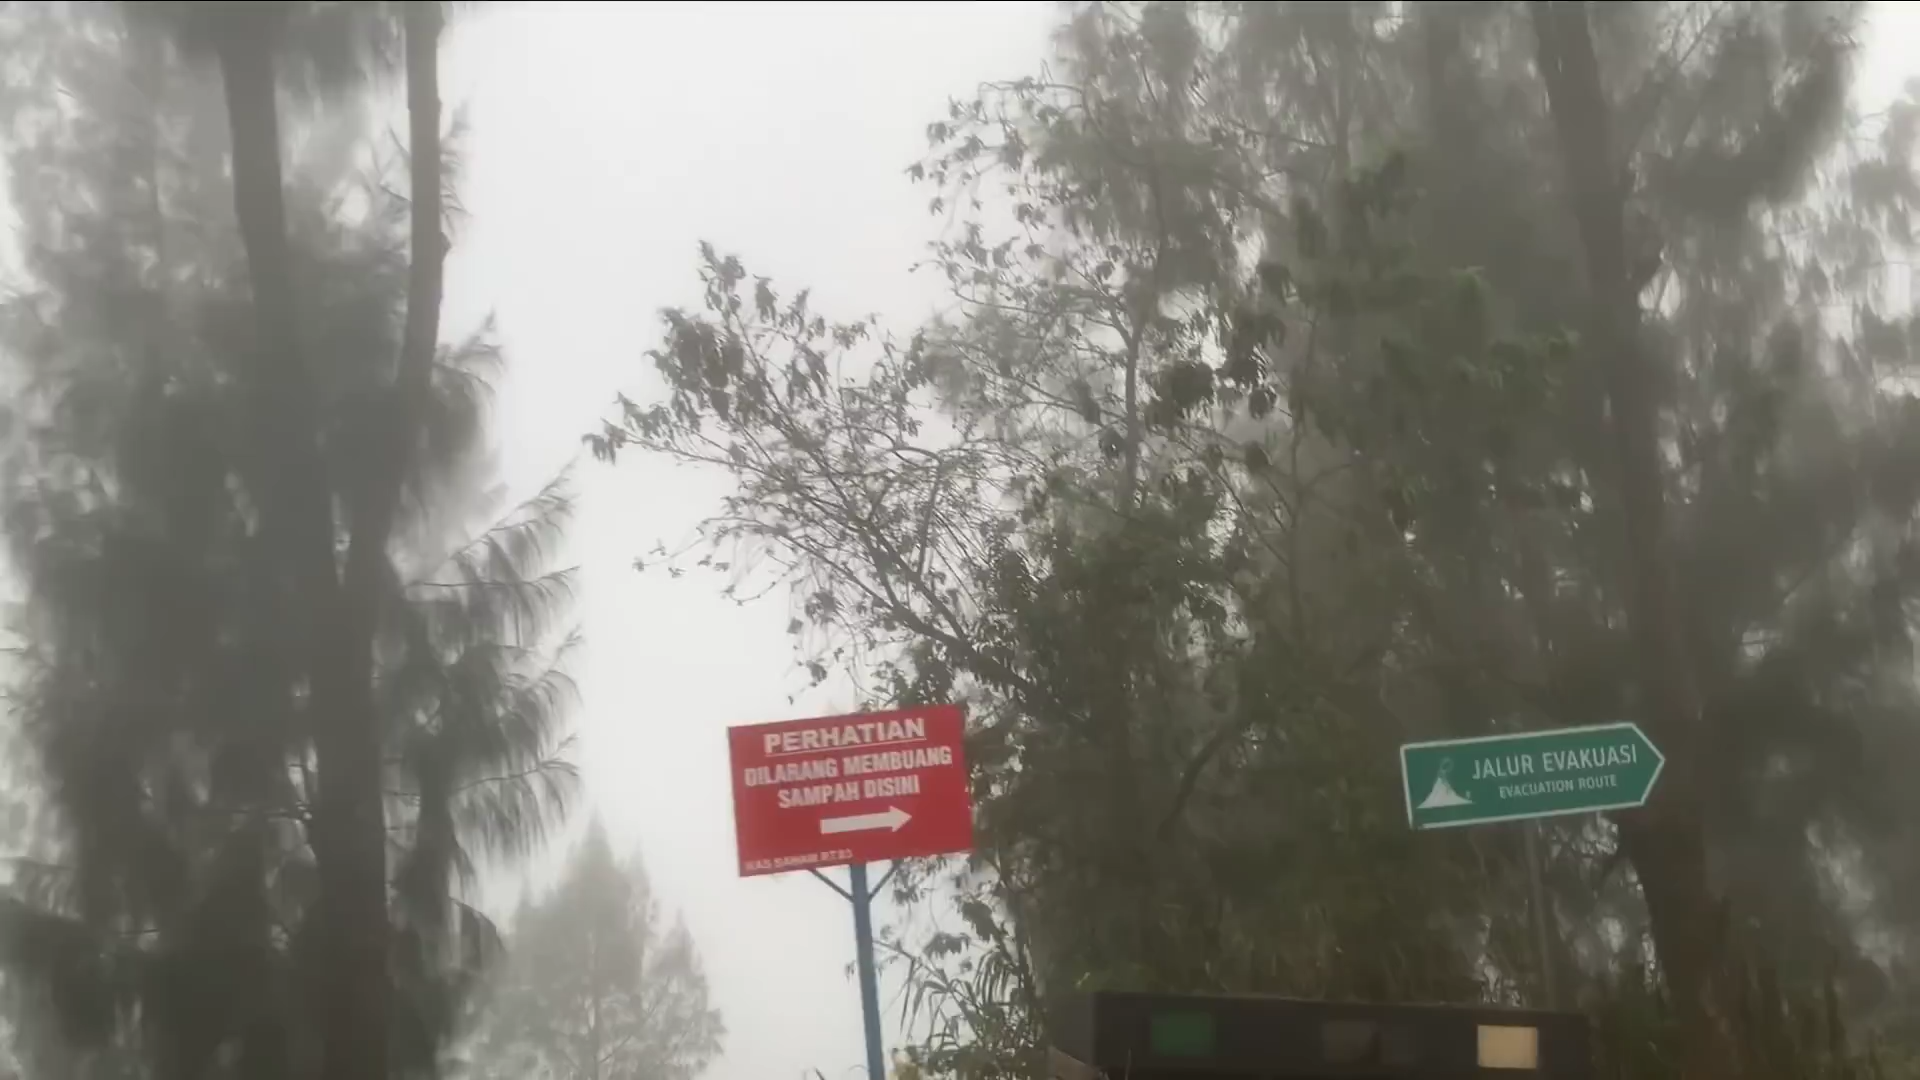 PERHATIAN
DILARANG MEMBUANG
SAMPAH DISINI
JALUR EVAKUASI
EVACUATION ROUTE